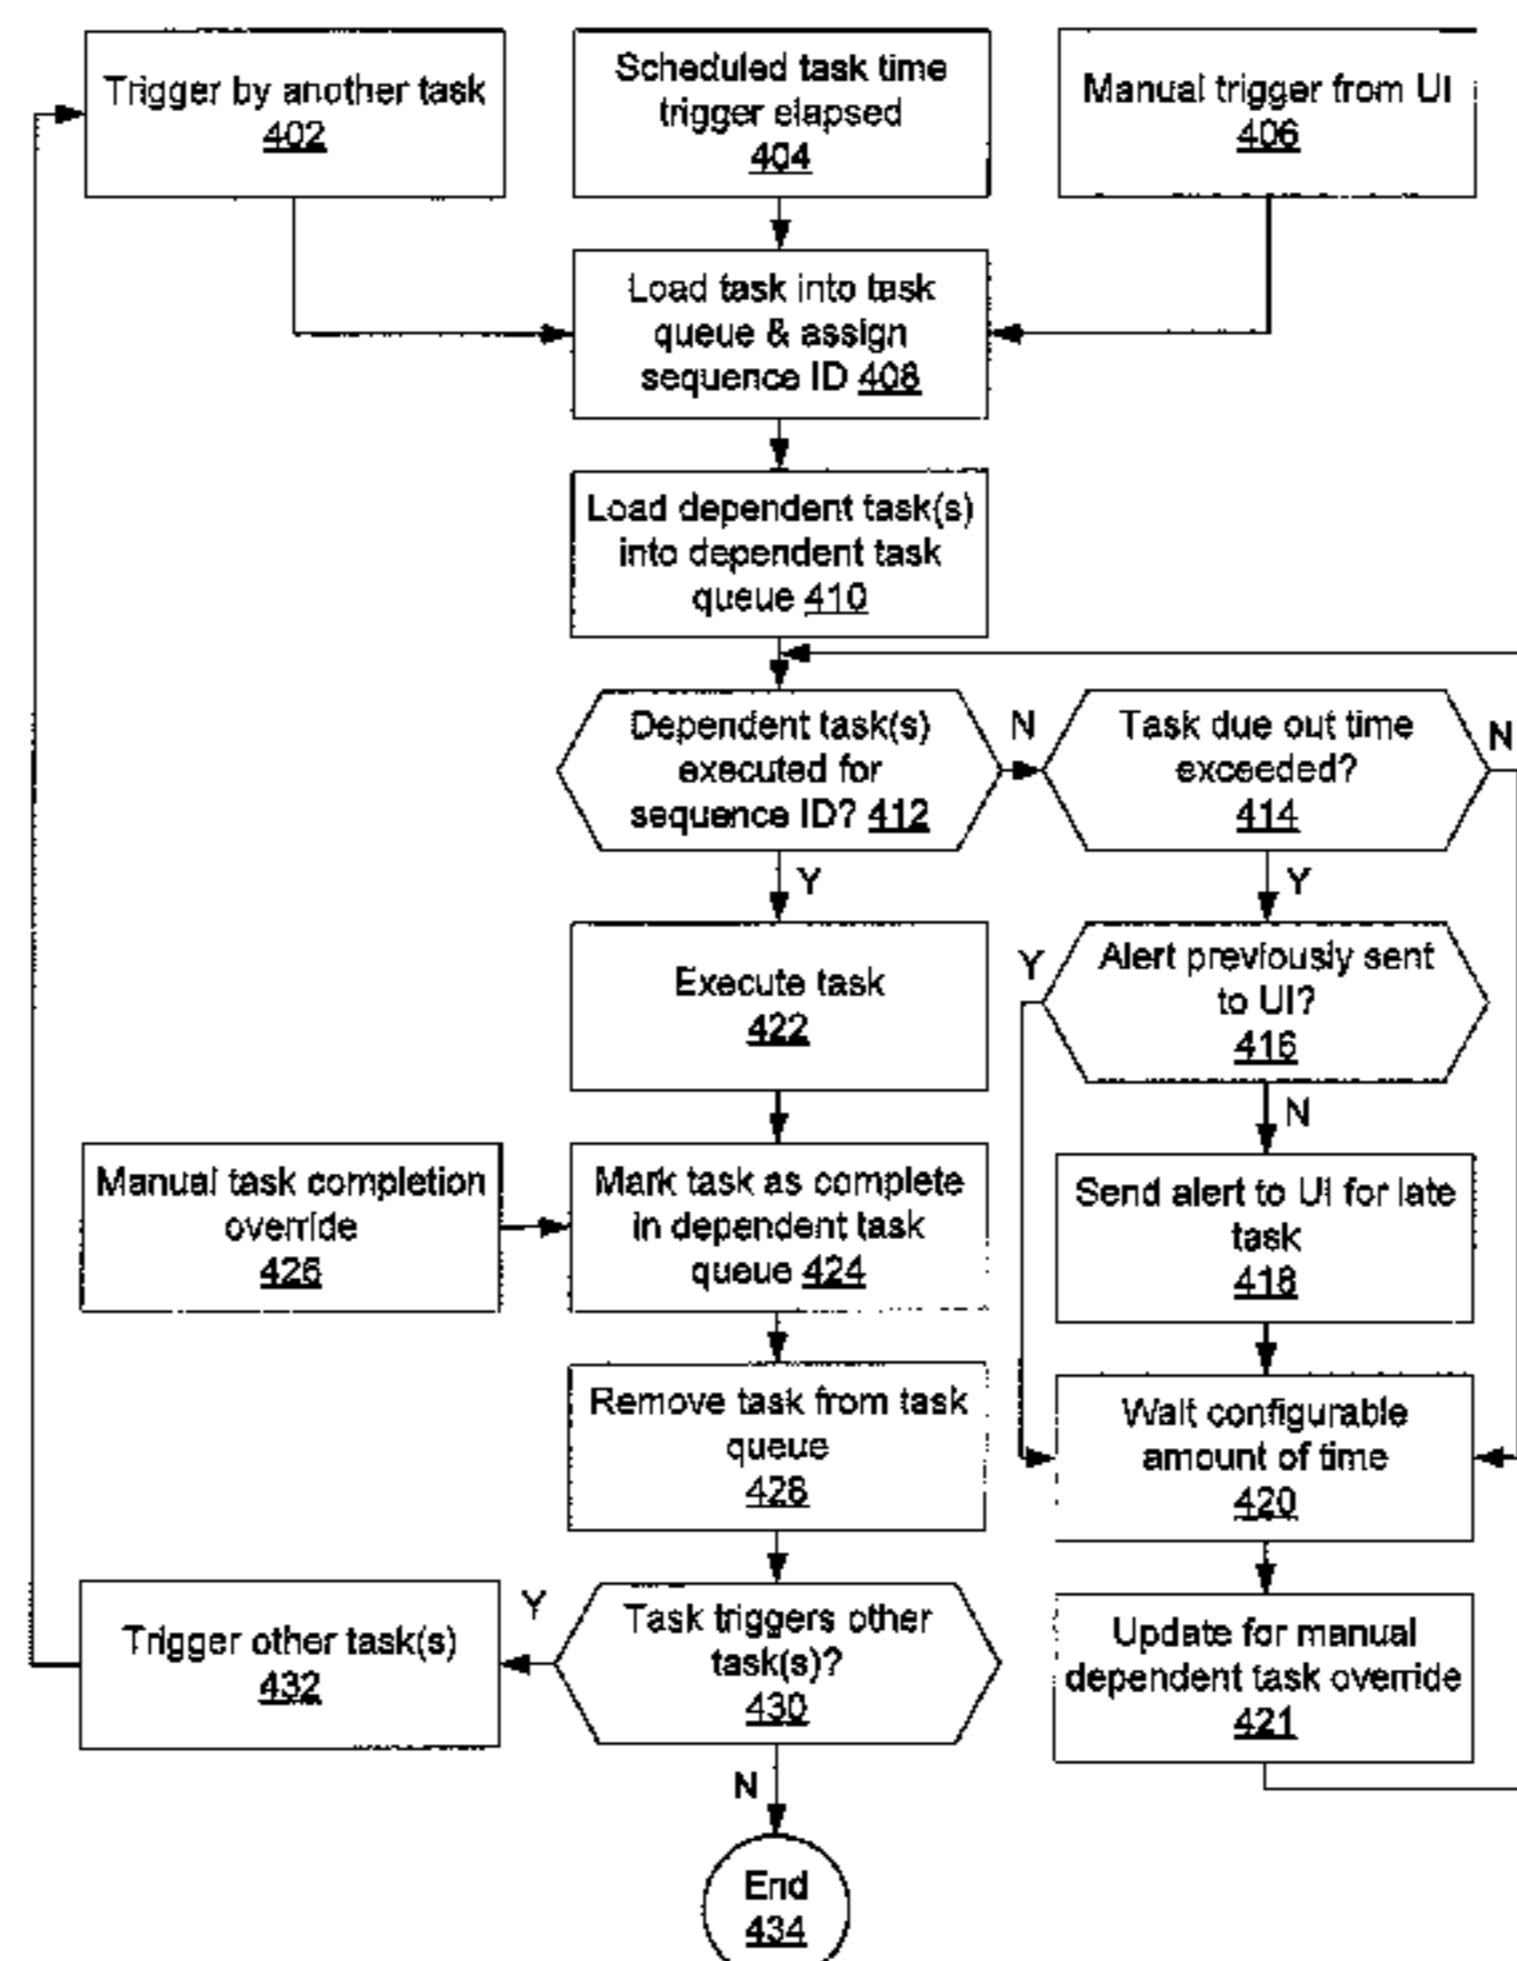 Trigger by another task
402
Scheduled task time
trigger elapsed
404
Manual trigger from UI
406
Load task into task
queue & assign
sequence ID 408
Load dependent task(s)
into dependent task
queue 410
Dependent task(s)
executed for
sequence ID? 412
N
Task due out time
exceeded?
414
N
Y
Y
Execute task
422
Y
Alert previously sent
to UI?
416
N
Manual task completion
override
426
Mark task as complete
in dependent task
queue 424
Send alert to UI for late
task
418
Remove task from task
queue
428
Wait configurable
amount of time
420
Trigger other task(s)
432
Y
Task triggers other
task(s)?
430
Update for manual
dependent task override
421
N
End
434